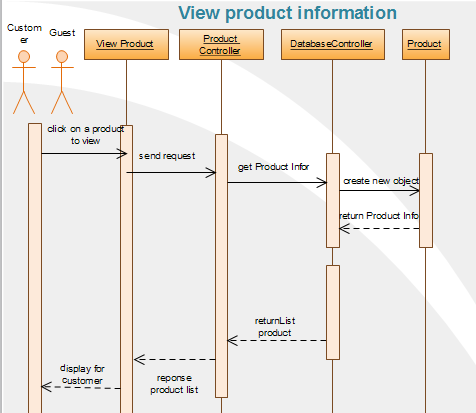 View product information
Custom
er
Guest
View Product
Product
Controller
DatabaseController
Product
click on a product
to view
send request
get Product Infor
create new object
return Product Info
returnList
product
reponse
product list
display for
customer